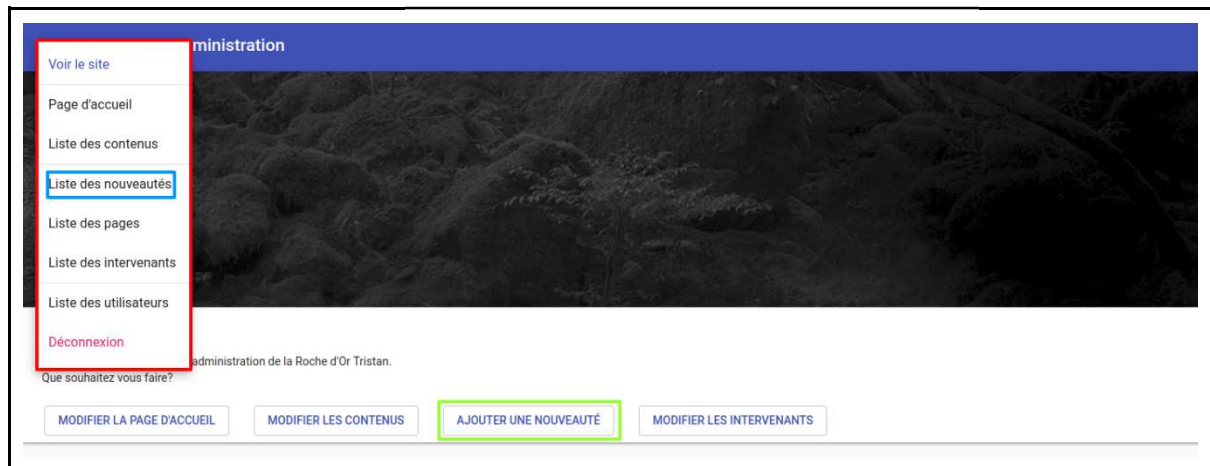 ministration
Voir le site
Page d'accueil
Liste des contenus
Liste des nouveautés
Liste des pages
Liste des intervenants
Liste des utilisateurs
Déconnexion
administration de la Roche d'Or Tristan.
Que souhaitez vous faire?
MODIFIER LA PAGE D'ACCUEIL MODIFIER LES CONTENUS AJOUTER UNE NOUVEAUTÉ MODIFIER LES INTERVENANTS